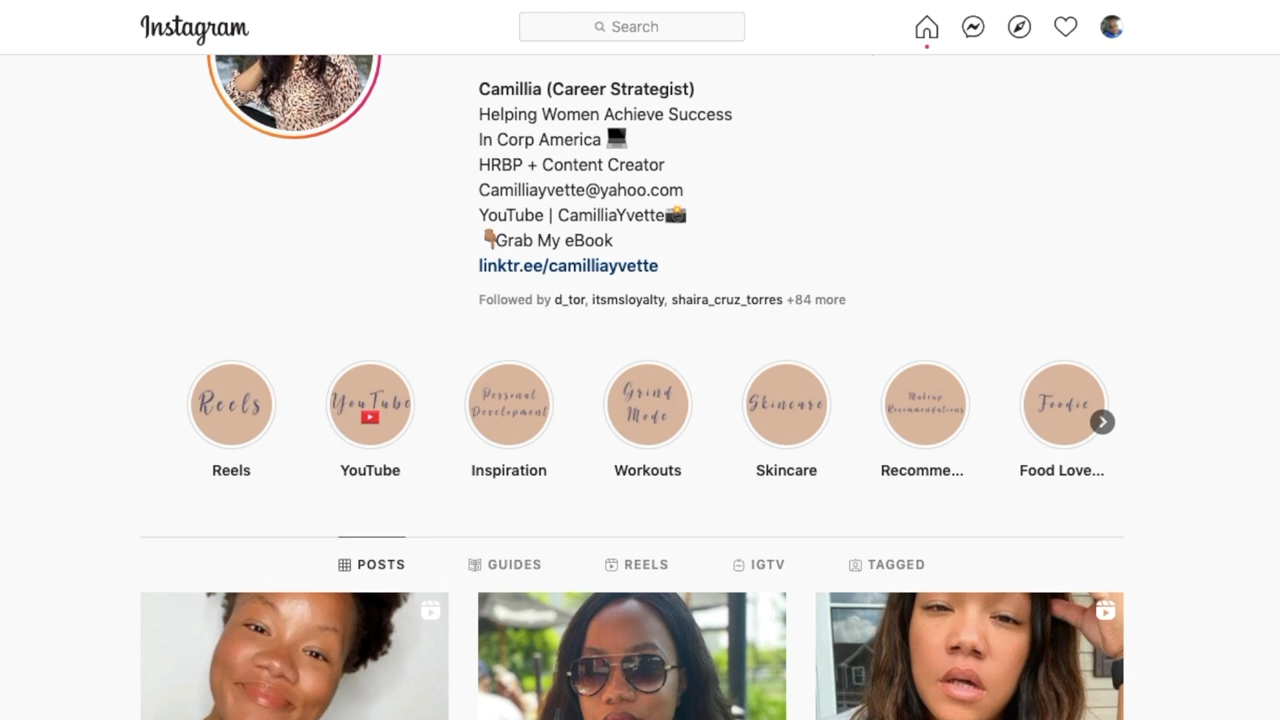 Instagram
Search
Camillia (Career Strategist)
Helping Women Achieve Success
In Corp America 💻
HRBP + Content Creator
Camilliayvette@yahoo.com
YouTube | CamilliaYvette📸
👇🏾Grab My eBook
linktr.ee/camilliayvette
Followed by d_tor, itsmsloyalty, shaira_cruz_torres +84 more
Reels
YouTube
Personal
Development
Grind
Mode
Skincare
Makeup
Recommendations
Foodie
Reels
YouTube
Inspiration
Workouts
Skincare
Recomme...
Food Love...
POSTS
GUIDES
REELS
IGTV
TAGGED